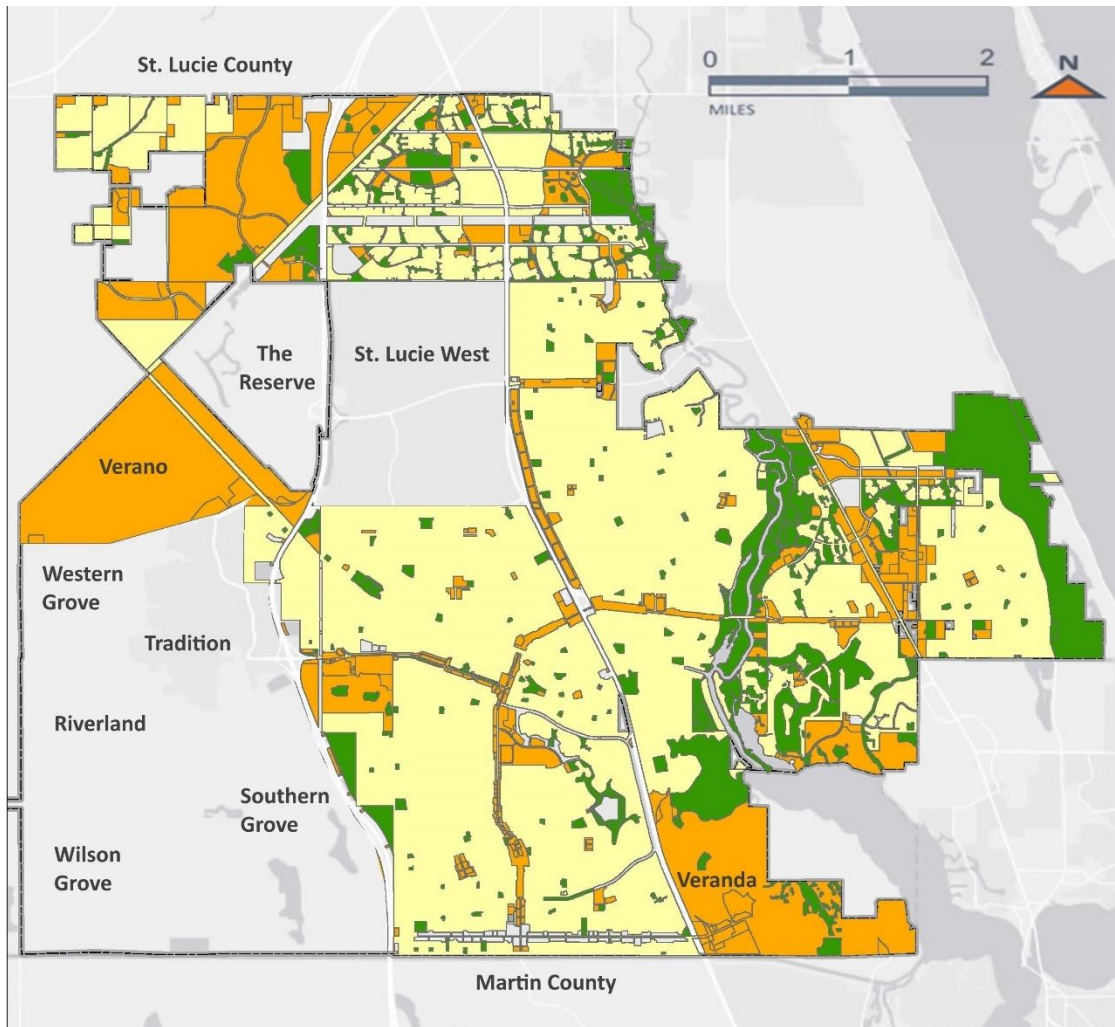 St. Lucie County
0 1 2
MILES
N
The
Reserve
St. Lucie West
Verano
Western
Grove
Tradition
Riverland
Southern
Grove
Wilson
Grove
Veranda
Martin County